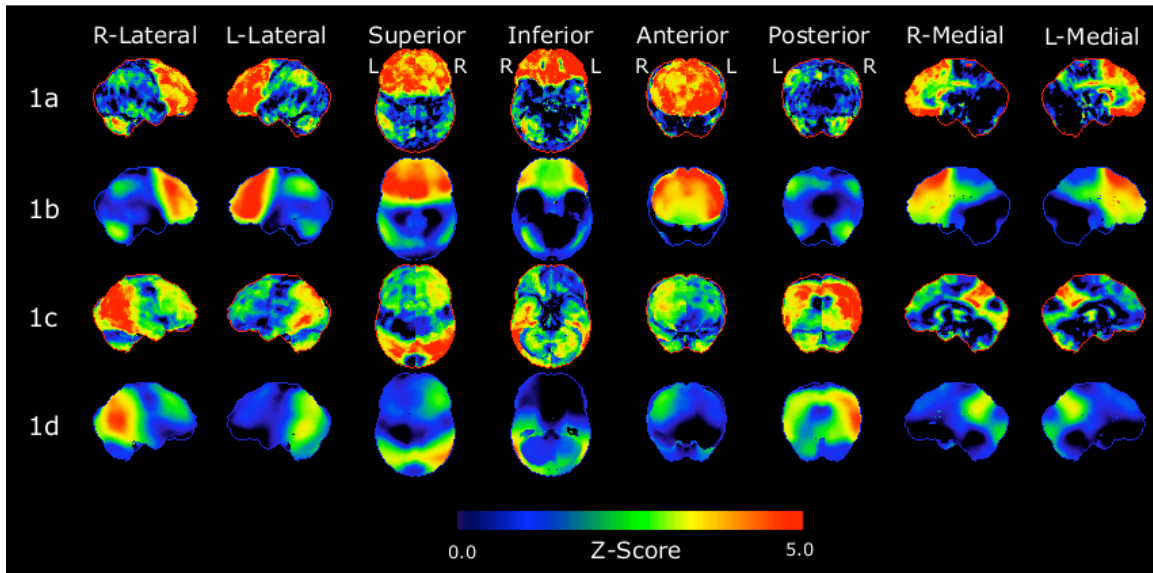 R-Lateral L-Lateral Superior Inferior Anterior Posterior R-Medial L-Medial
L R R L R L L R
1a
1b
1c
1d
0.0 Z-Score 5.0